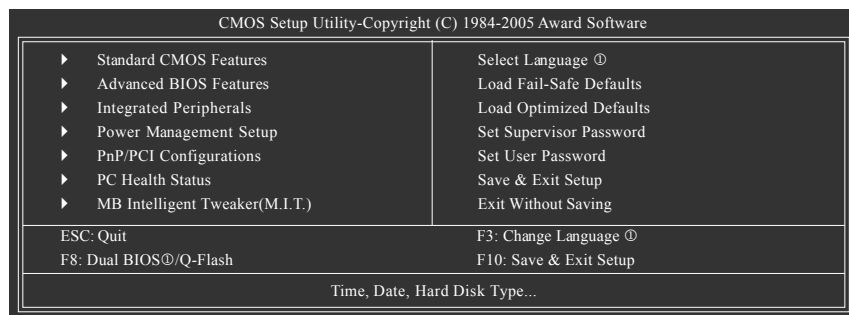 CMOS Setup Utility-Copyright (C) 1984-2005 Award Software
Standard CMOS Features
Advanced BIOS Features
Integrated Peripherals
Power Management Setup
PnP/PCI Configurations
PC Health Status
MB Intelligent Tweaker(M.I.T.)
Select Language ①
Load Fail-Safe Defaults
Load Optimized Defaults
Set Supervisor Password
Set User Password
Save & Exit Setup
Exit Without Saving
ESC: Quit
F3: Change Language ①
F8: Dual BIOS①/Q-Flash
F10: Save & Exit Setup
Time, Date, Hard Disk Type...